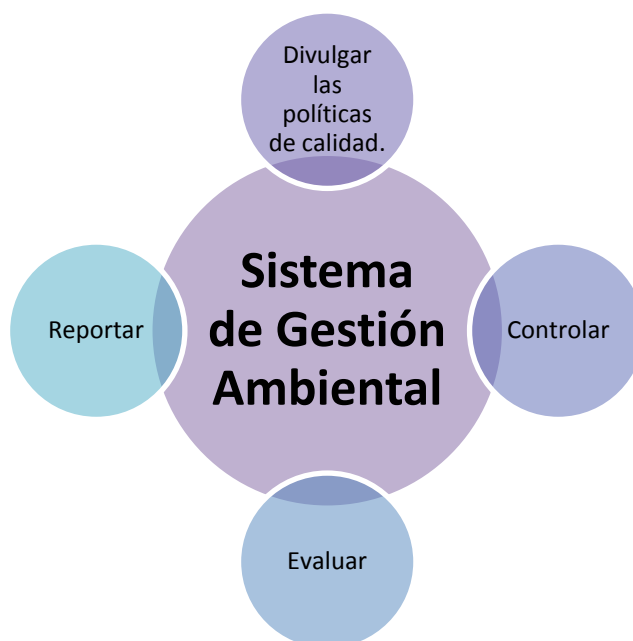 Divulgar
las
políticas
de calidad.
Sistema
de Gestión
Ambiental
Reportar
Controlar
Evaluar